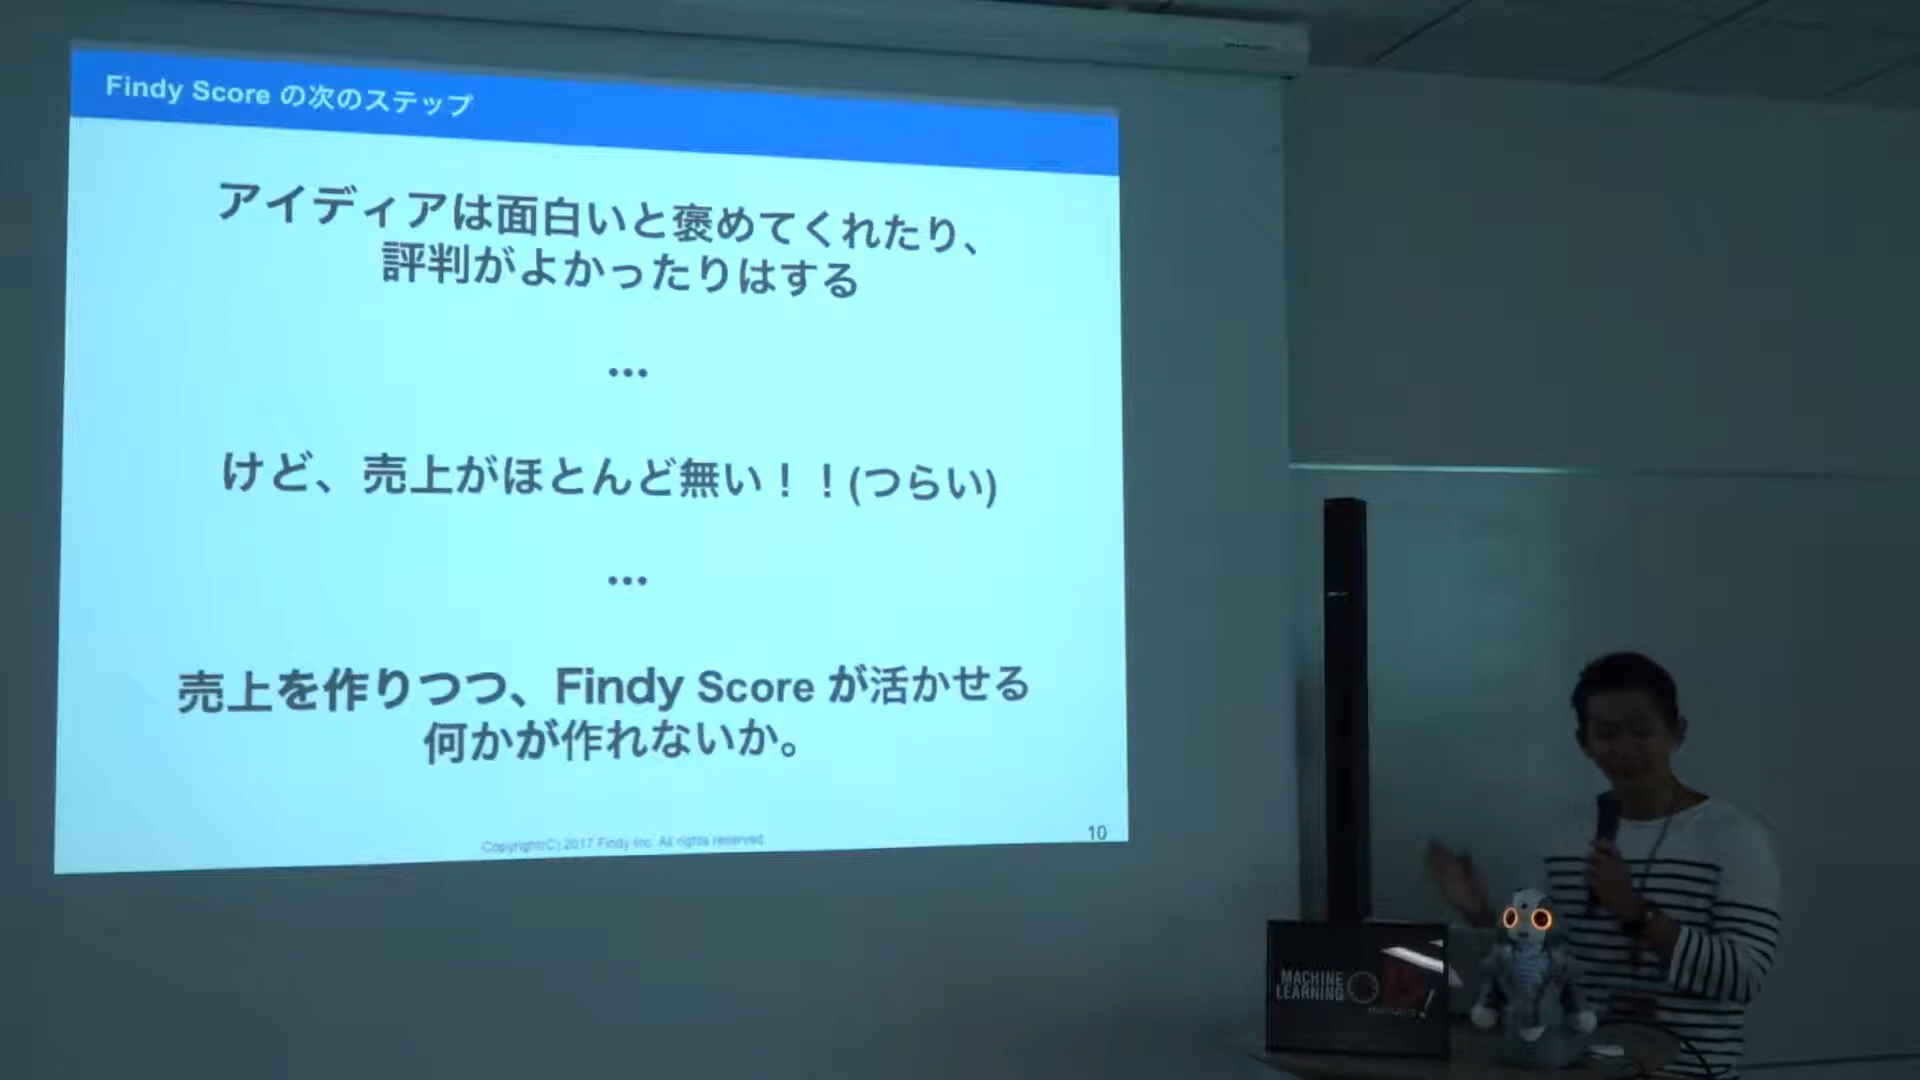 Findy Score の次のステップ
アイディアは面白いと褒めてくれたり、
評判がよかったりはする
...
けど、売上がほとんど無い！！(つらい)
...
売上を作りつつ、Findy Score が活かせる
何かが作れないか。
Copyright(C) 2017 Findy Inc. All rights reserved.
10
MACHINE
LEARNING